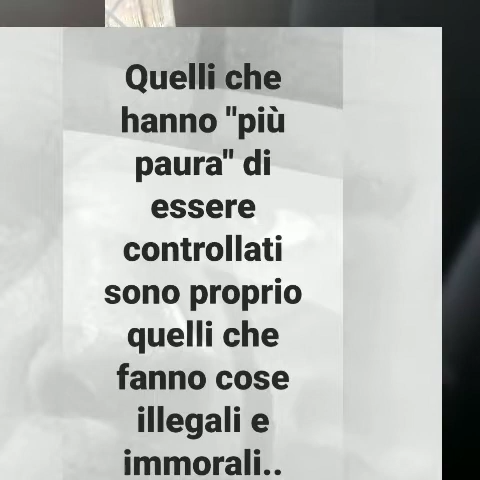 Quelli che
hanno "più
paura" di
essere
controllati
sono proprio
quelli che
fanno cose
illegali e
immorali..